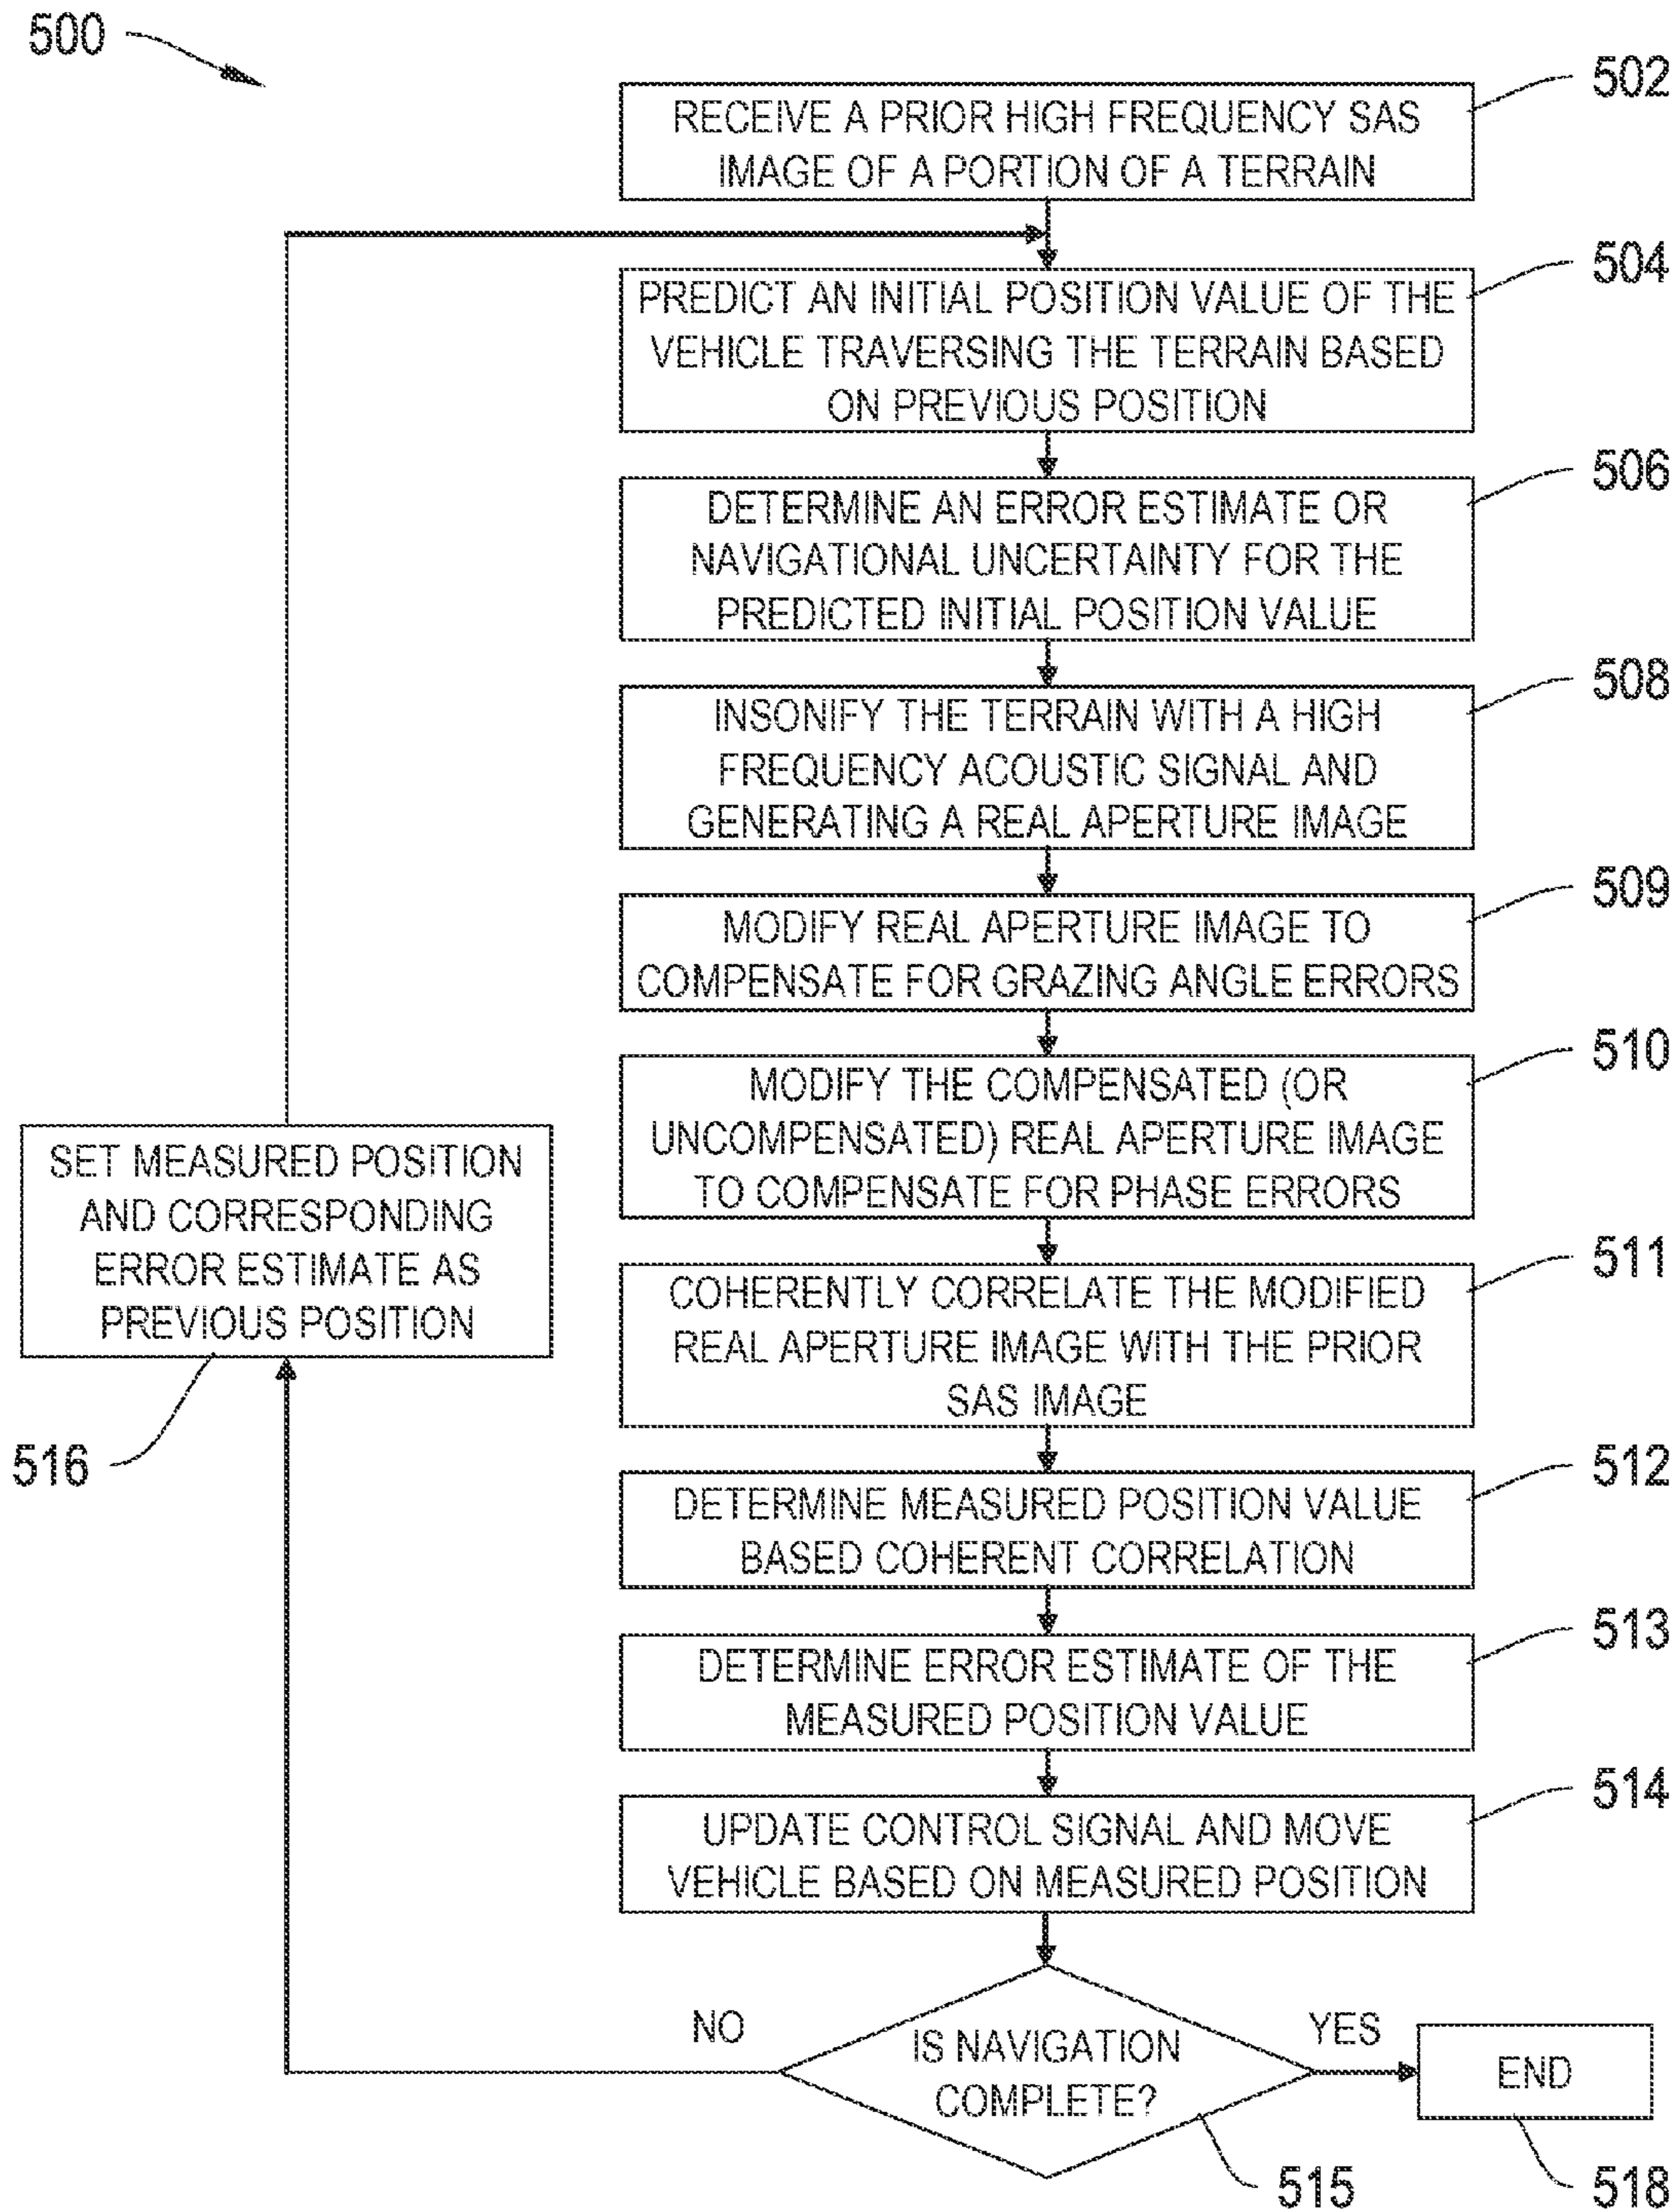 500
502
RECEIVE A PRIOR HIGH FREQUENCY SAS
IMAGE OF A PORTION OF A TERRAIN
504
PREDICT AN INITIAL POSITION VALUE OF THE
VEHICLE TRAVERSING THE TERRAIN BASED
ON PREVIOUS POSITION
506
DETERMINE AN ERROR ESTIMATE OR
NAVIGATIONAL UNCERTAINTY FOR THE
PREDICTED INITIAL POSITION VALUE
508
INSONIFY THE TERRAIN WITH A HIGH
FREQUENCY ACOUSTIC SIGNAL AND
GENERATING A REAL APERTURE IMAGE
509
MODIFY REAL APERTURE IMAGE TO
COMPENSATE FOR GRAZING ANGLE ERRORS
510
MODIFY THE COMPENSATED (OR
UNCOMPENSATED) REAL APERTURE IMAGE
TO COMPENSATE FOR PHASE ERRORS
511
COHERENTLY CORRELATE THE MODIFIED
REAL APERTURE IMAGE WITH THE PRIOR
SAS IMAGE
512
DETERMINE MEASURED POSITION VALUE
BASED COHERENT CORRELATION
513
DETERMINE ERROR ESTIMATE OF THE
MEASURED POSITION VALUE
514
UPDATE CONTROL SIGNAL AND MOVE
VEHICLE BASED ON MEASURED POSITION
IS NAVIGATION
COMPLETE?
515
NO
YES
END
518
SET MEASURED POSITION
AND CORRESPONDING
ERROR ESTIMATE AS
PREVIOUS POSITION
516